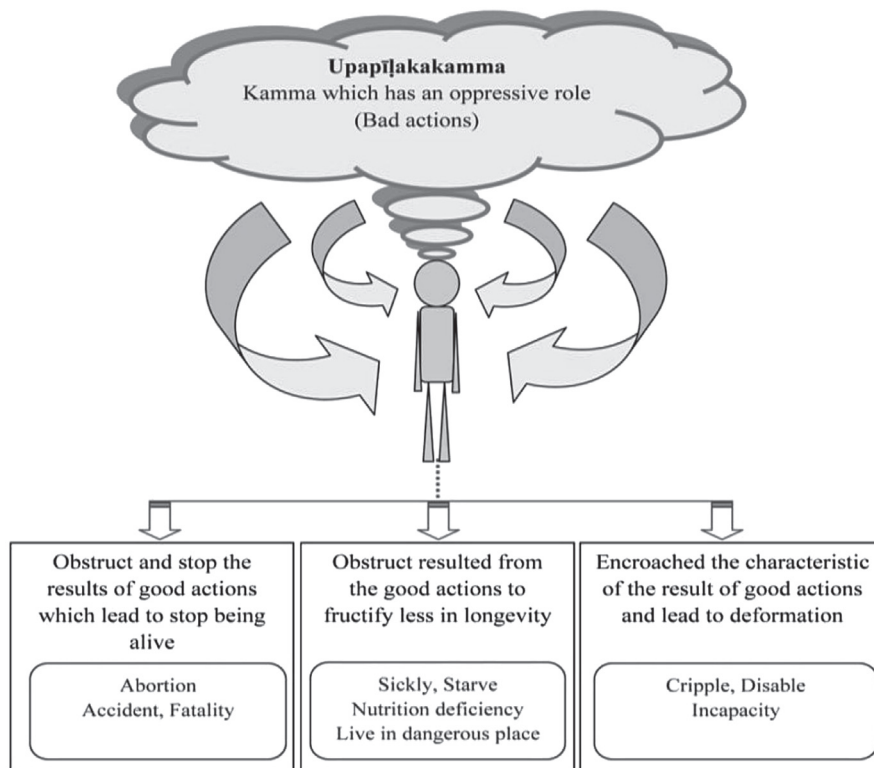 Upapīḷakakamma
Kamma which has an oppressive role
(Bad actions)
Obstruct and stop the
results of good actions
which lead to stop being
alive
Abortion
Accident, Fatality
Obstruct resulted from
the good actions to
fructify less in longevity
Sickly, Starve
Nutrition deficiency
Live in dangerous place
Encroached the characteristic
of the result of good actions
and lead to deformation
Cripple, Disable
Incapacity